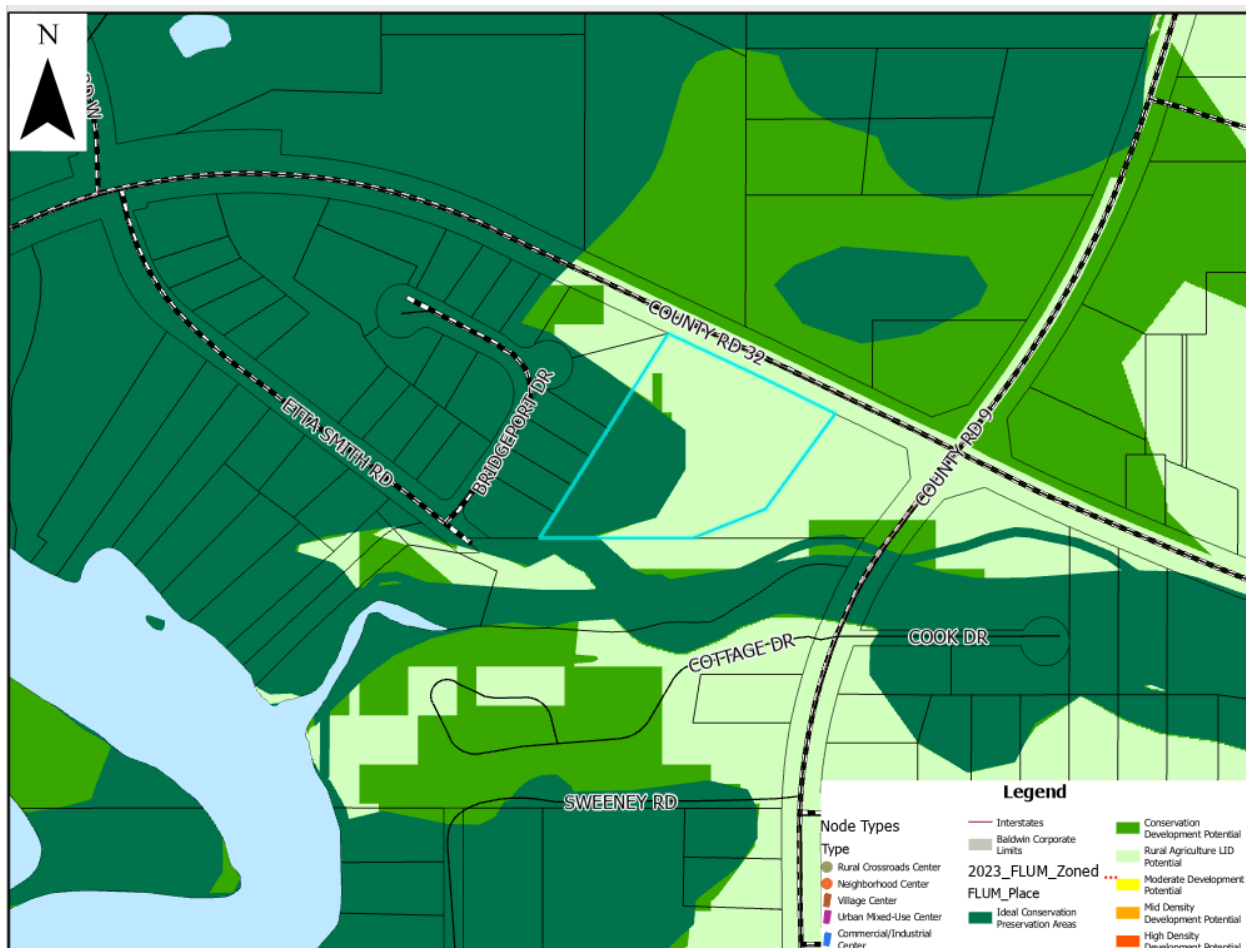 N
COUNTY RD 32
ETTA SMITH RD
BRIDGEPORT DR
COUNTY RD 9
COTTAGE DR
COOK DR
SWEENEY RD
Legend
Node Types
Type
Rural Crossroads Center
Neighborhood Center
Village Center
Urban Mixed-Use Center
Commercial/Industrial
Center
Interstates
Baldwin Corporate
Limits
2023_FLUM_Zoned
FLUM_Place
Ideal Conservation
Preservation Areas
Conservation
Development Potential
Rural Agriculture LID
Potential
Moderate Development
Potential
Mid Density
Development Potential
High Density
Development Potential